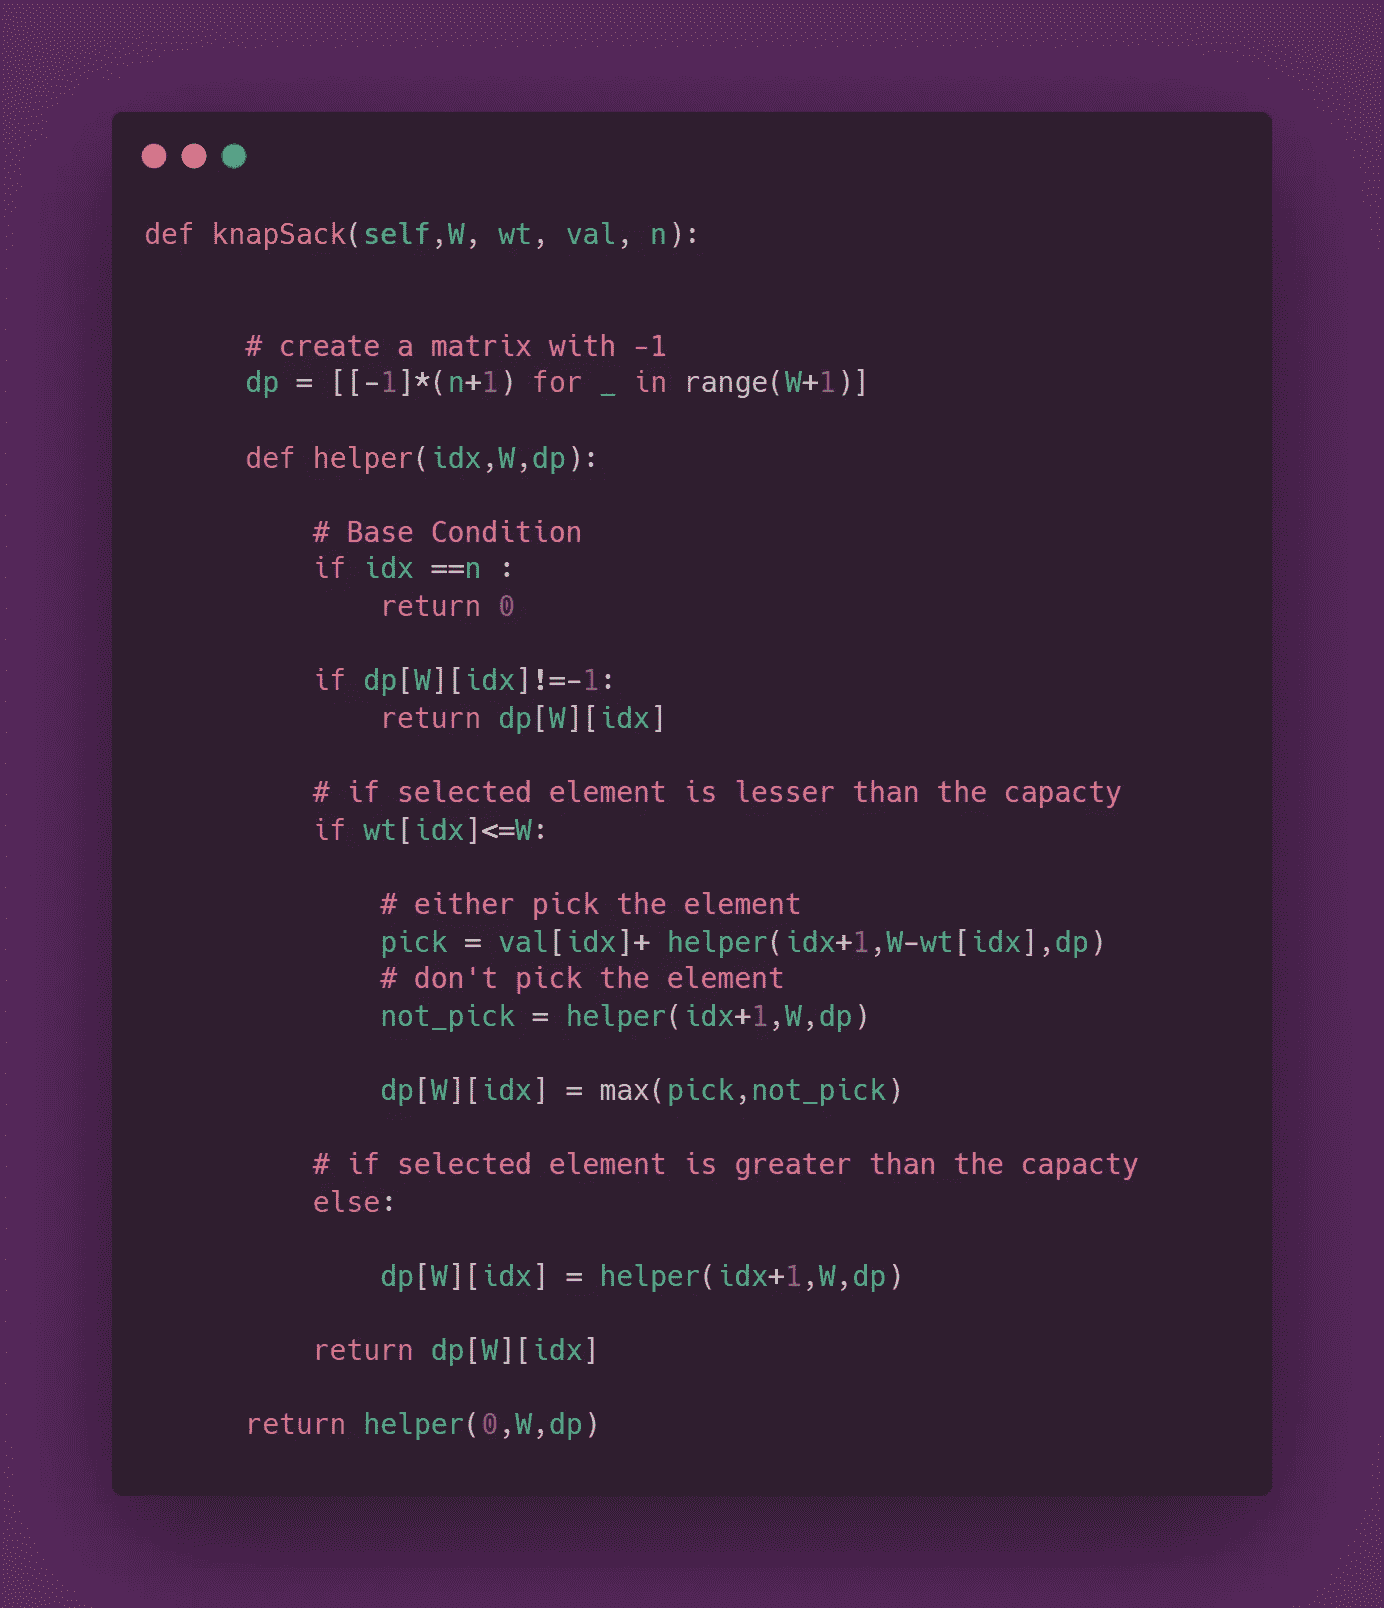 def knapSack(self,W, wt, val, n):
# create a matrix with -1
dp = [[-1]*(n+1) for _ in range(W+1)]
def helper(idx,W,dp):
# Base Condition
if idx ==n :
return 0
if dp[W][idx]!=-1:
return dp[W][idx]
# if selected element is lesser than the capacty
if wt[idx]<=W:
# either pick the element
pick = val[idx]+ helper(idx+1,W-wt[idx],dp)
# don't pick the element
not_pick = helper(idx+1,W,dp)
dp[W][idx] = max(pick,not_pick)
# if selected element is greater than the capacty
else:
dp[W][idx] = helper(idx+1,W,dp)
return dp[W][idx]
return helper(0,W,dp)